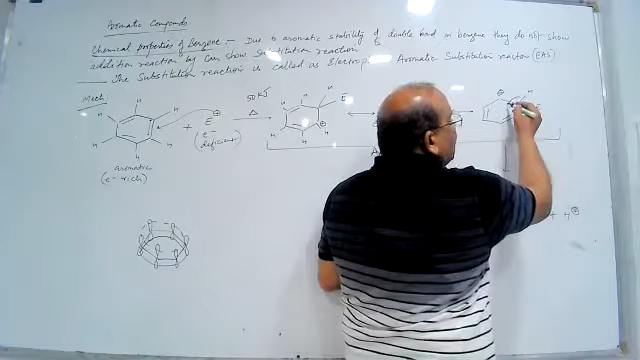 Aromatic Compounds
Chemical properties of Benzene :- Due to aromatic stability of double bond in benzene they do not show
addition reaction by they can show Substitution reaction
The Substitution reaction is called as Electrop Aromatic Substitution reaction (EAS)
Mech
H H H H H H
+
⊕
(e- deficient)
50 KJ
Δ
H E
⊕
aromatic
(e- rich)
A
+ H⊕